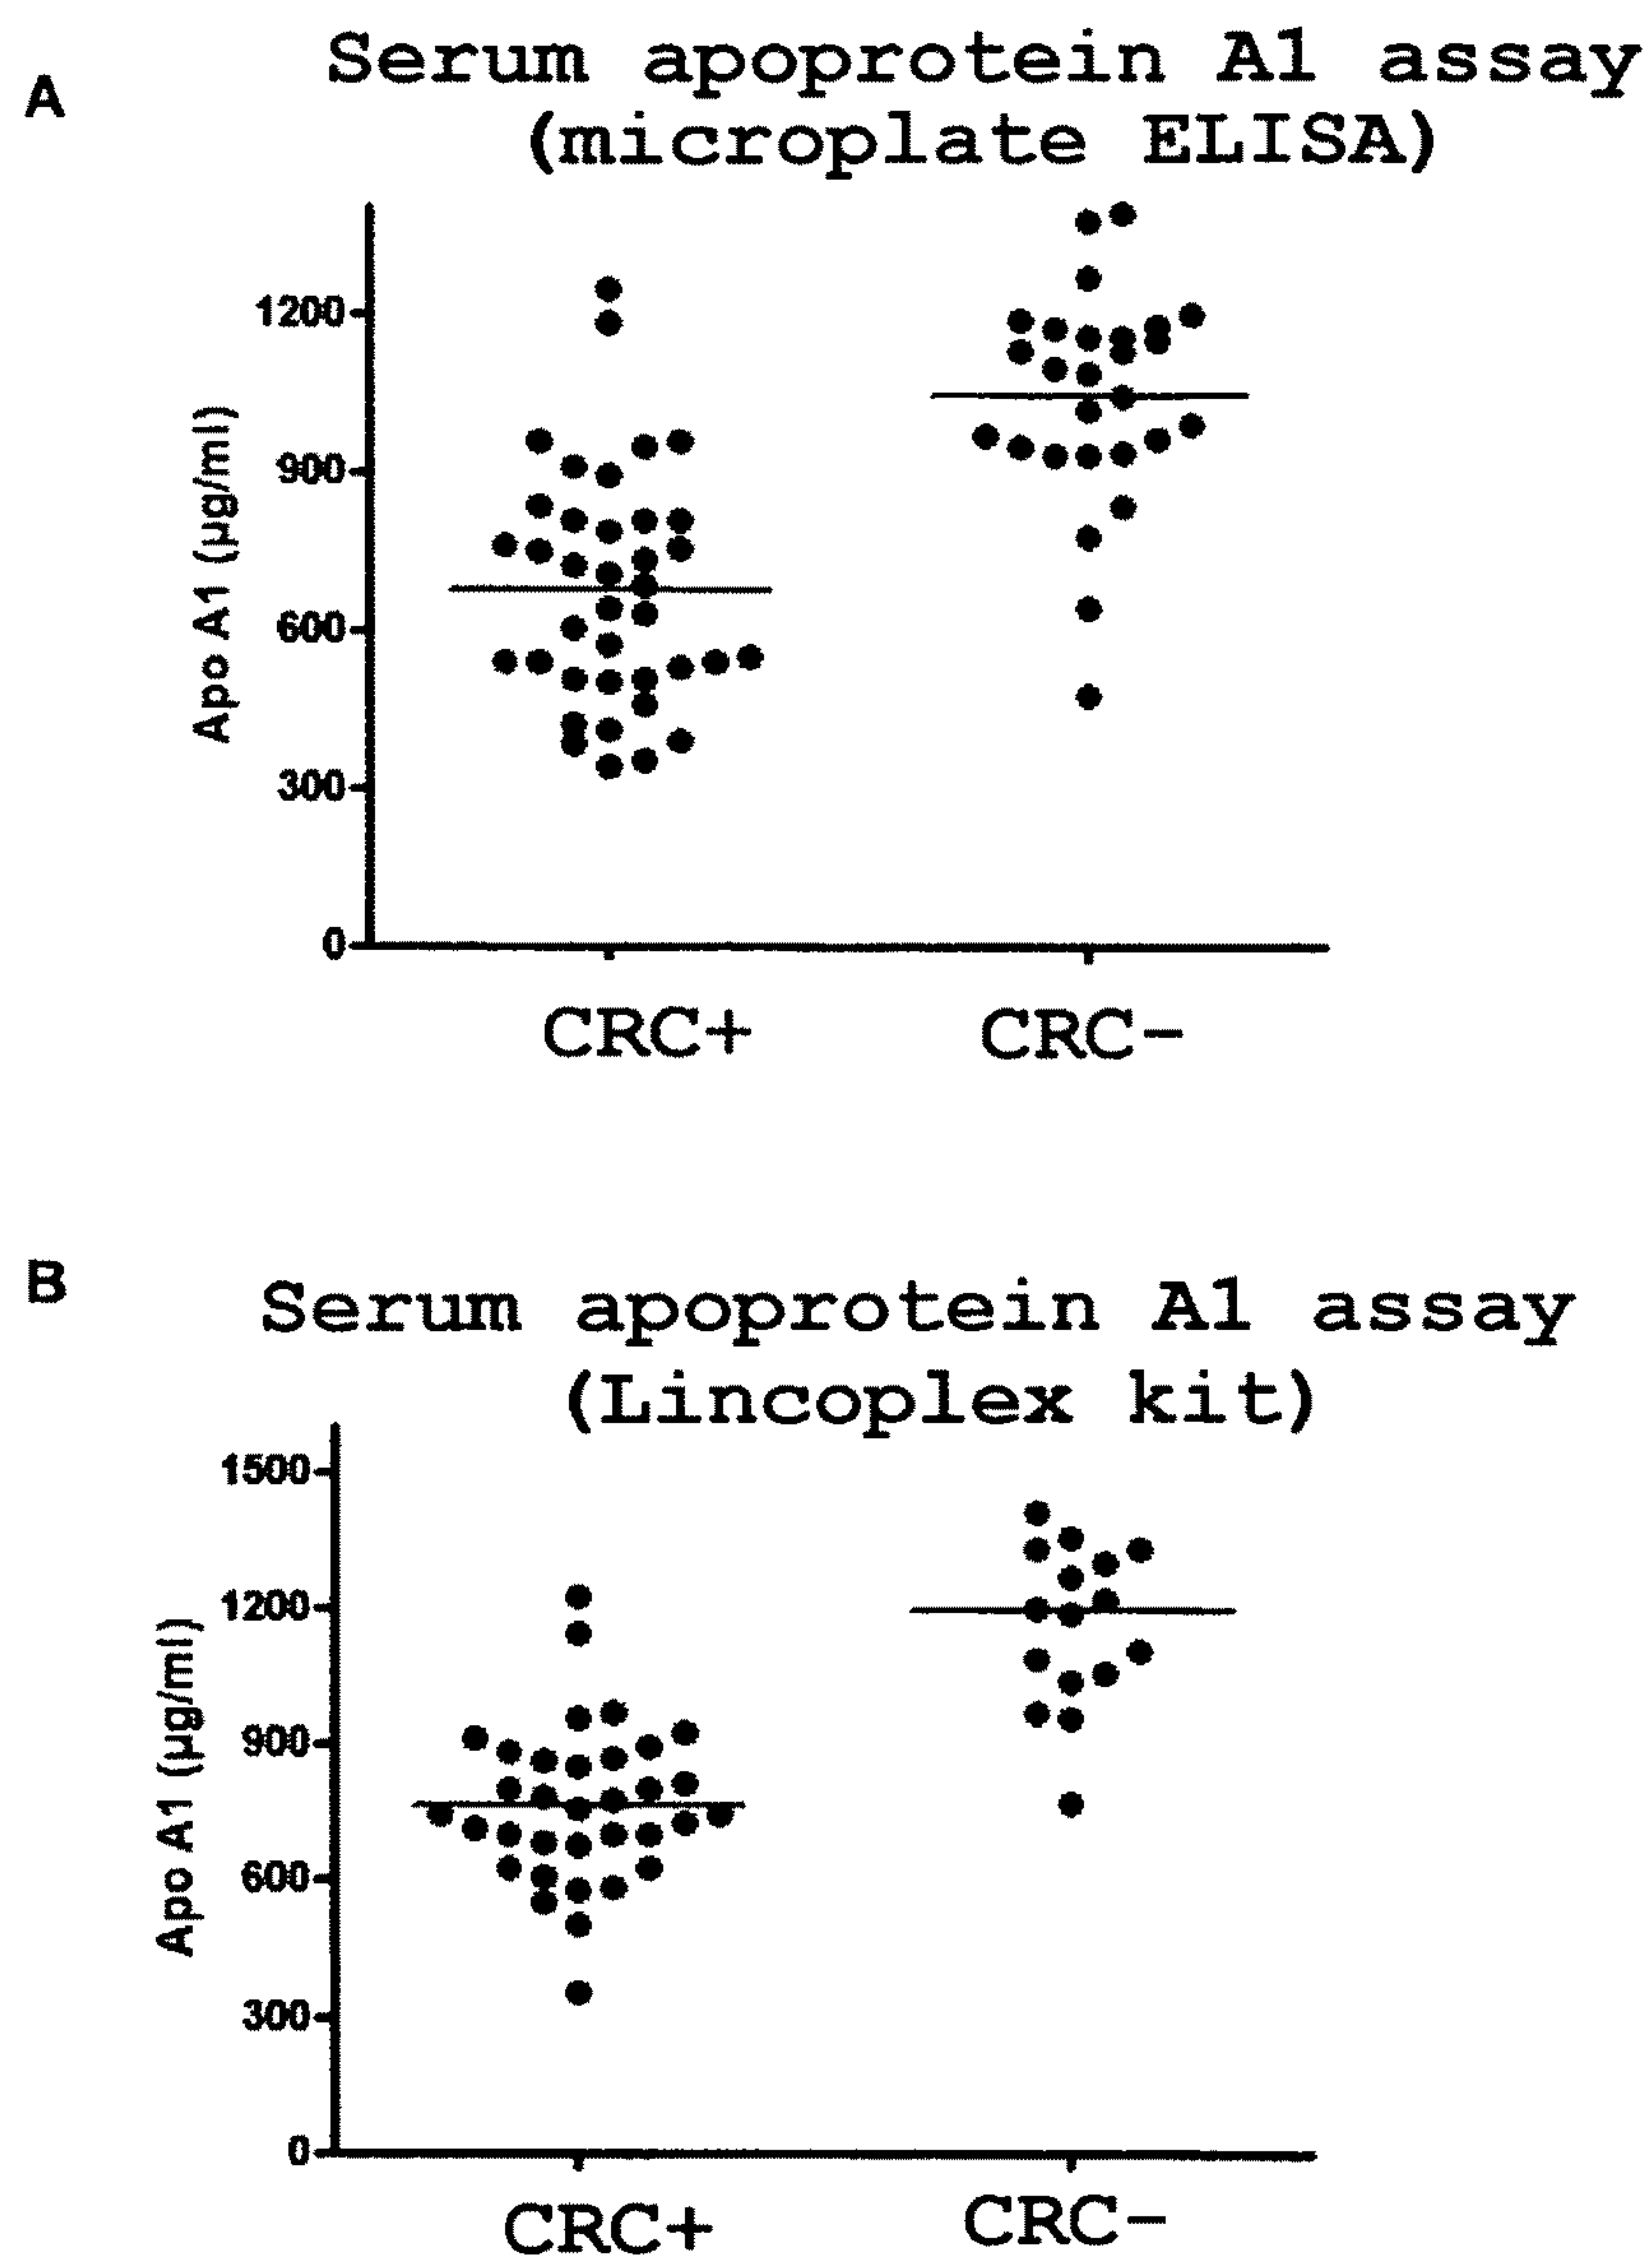 A
Serum apoprotein A1 assay
(microplate ELISA)
Apo A1 (µg/ml)
1200
900
600
300
0
CRC+
CRC-
B
Serum apoprotein A1 assay
(Lincoplex kit)
Apo A1 (µg/ml)
1500
1200
900
600
300
0
CRC+
CRC-